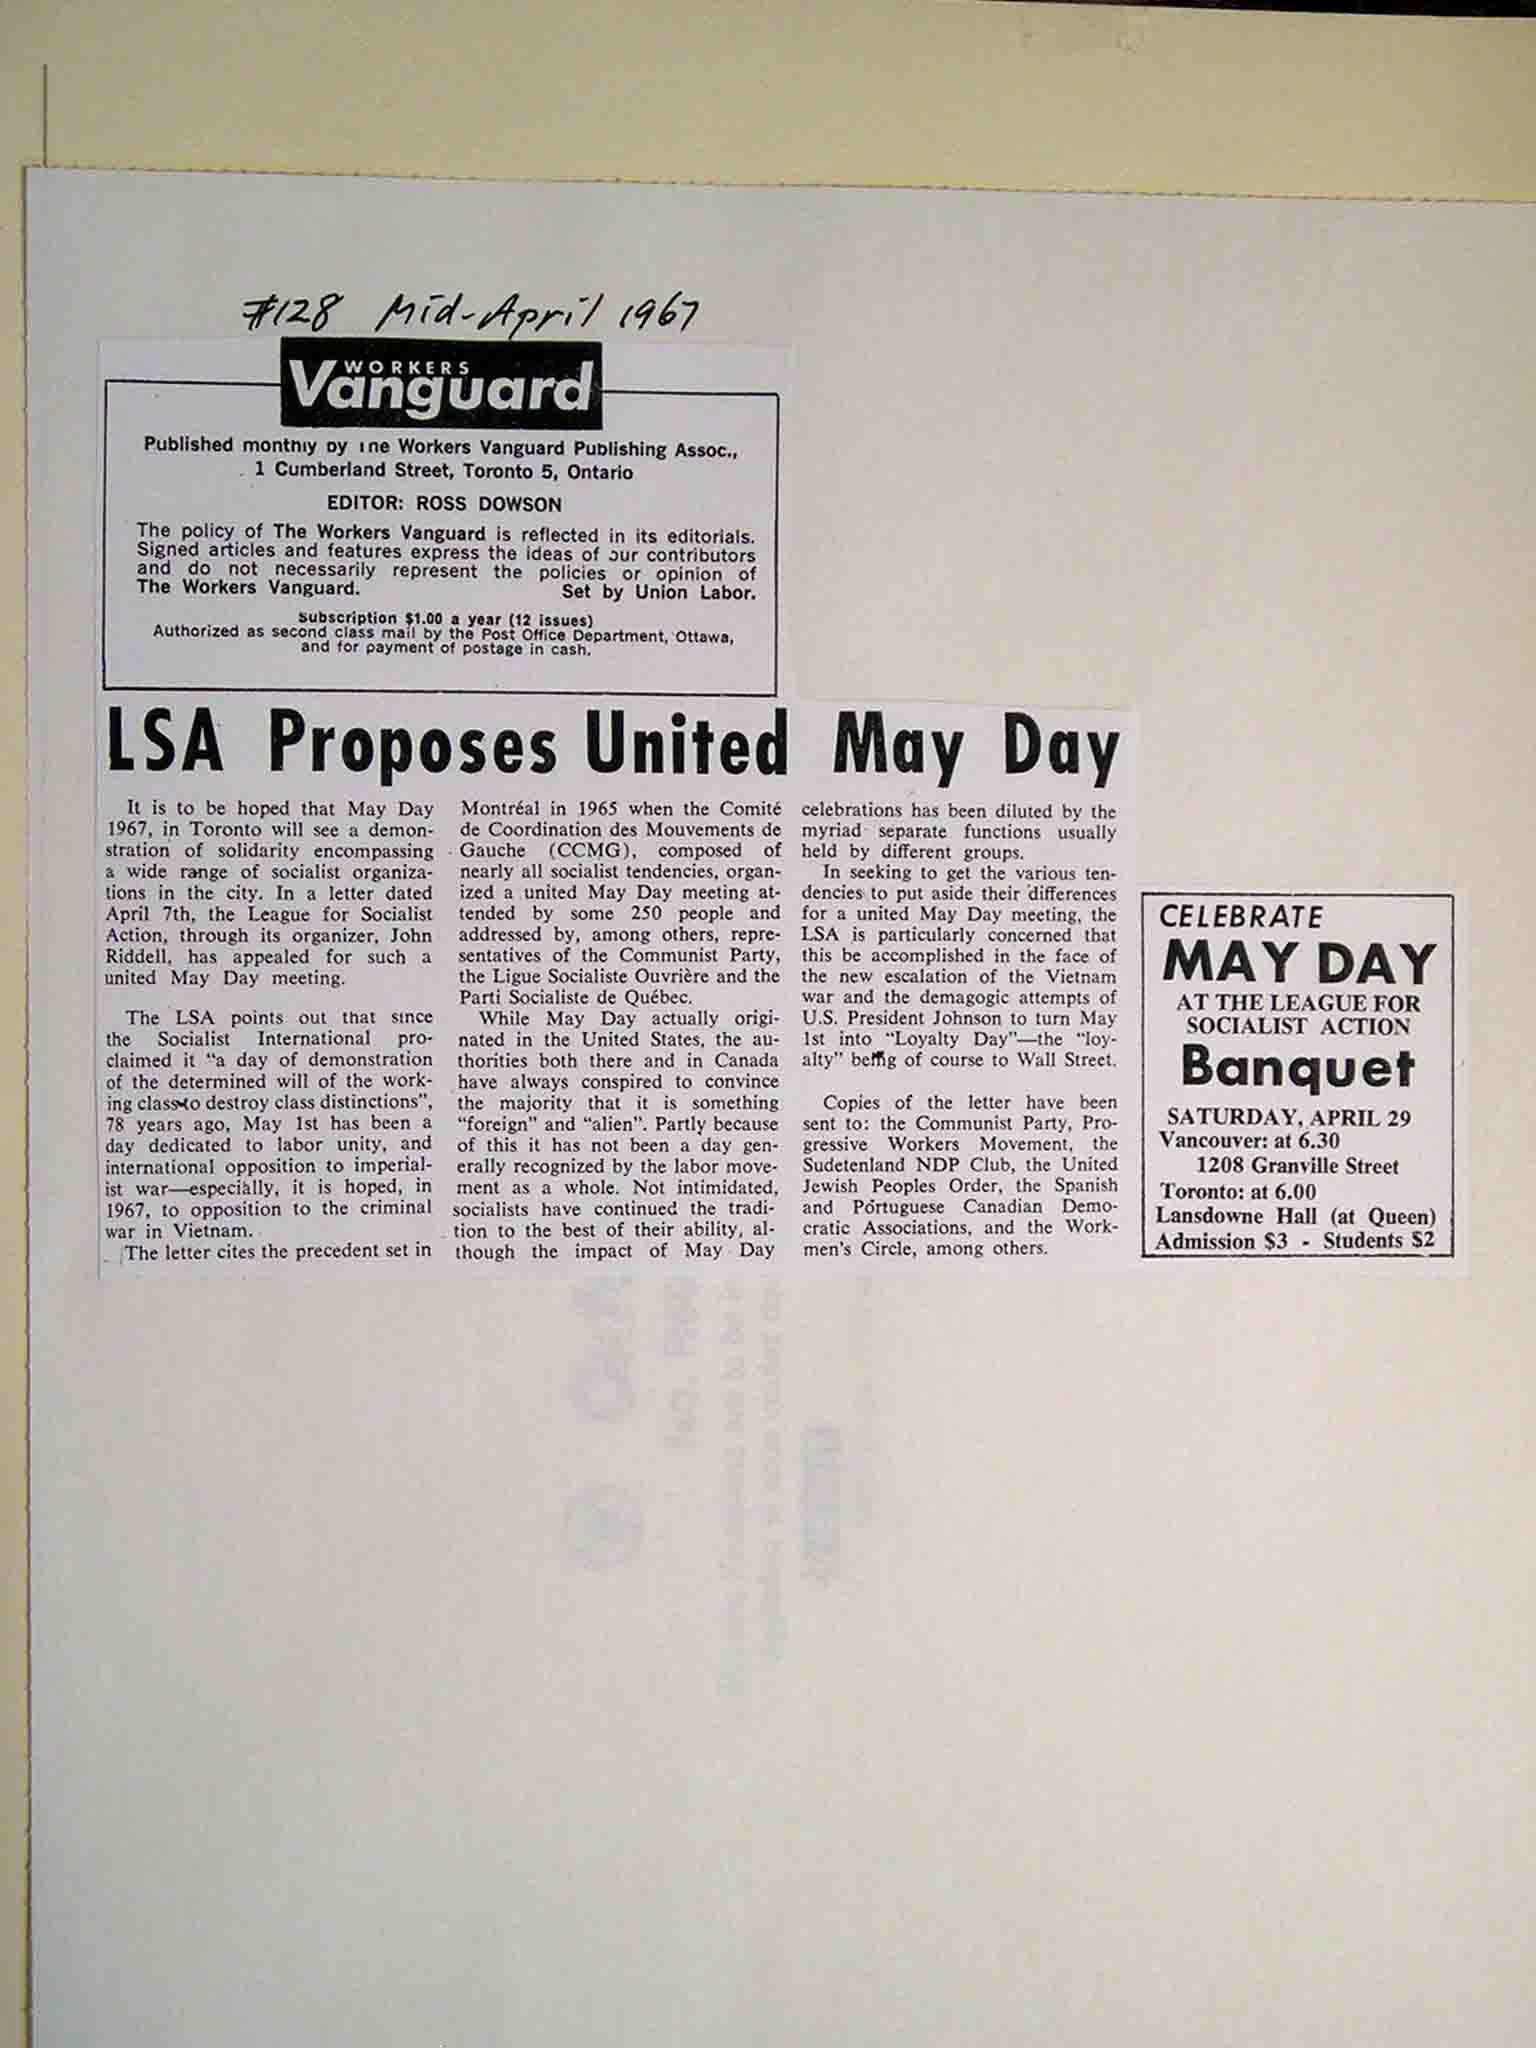 #128 Mid-April 1967
WORKERS
Vanguard
Published monthly by the Workers Vanguard Publishing Assoc.,
1 Cumberland Street, Toronto 5, Ontario
EDITOR: ROSS DOWSON
The policy of The Workers Vanguard is reflected in its editorials.
Signed articles and features express the ideas of our contributors
and do not necessarily represent the policies or opinion of
The Workers Vanguard. Set by Union Labor.
Subscription $1.00 a year (12 issues)
Authorized as second class mail by the Post Office Department, Ottawa,
and for payment of postage in cash.
LSA Proposes United May Day
It is to be hoped that May Day
1967, in Toronto will see a demon-
stration of solidarity encompassing
a wide range of socialist organiza-
tions in the city. In a letter dated
April 7th, the League for Socialist
Action, through its organizer, John
Riddell, has appealed for such a
united May Day meeting.
The LSA points out that since
the Socialist International pro-
claimed it "a day of demonstration
of the determined will of the work-
ing class to destroy class distinctions",
78 years ago, May 1st has been a
day dedicated to labor unity, and
international opposition to imperial-
ist war—especially, it is hoped, in
1967, to opposition to the criminal
war in Vietnam.
The letter cites the precedent set in
Montréal in 1965 when the Comité
de Coordination des Mouvements de
Gauche (CCMG), composed of
nearly all socialist tendencies, organ-
ized a united May Day meeting at-
tended by some 250 people and
addressed by, among others, repre-
sentatives of the Communist Party,
the Ligue Socialiste Ouvrière and the
Parti Socialiste de Québec.
While May Day actually origi-
nated in the United States, the au-
thorities both there and in Canada
have always conspired to convince
the majority that it is something
"foreign" and "alien". Partly because
of this it has not been a day gen-
erally recognized by the labor move-
ment as a whole. Not intimidated,
socialists have continued the tradi-
tion to the best of their ability, al-
though the impact of May Day
celebrations has been diluted by the
myriad separate functions usually
held by different groups.
In seeking to get the various ten-
dencies to put aside their differences
for a united May Day meeting, the
LSA is particularly concerned that
this be accomplished in the face of
the new escalation of the Vietnam
war and the demagogic attempts of
U.S. President Johnson to turn May
1st into "Loyalty Day"—the "loy-
alty" being of course to Wall Street.
Copies of the letter have been
sent to: the Communist Party, Pro-
gressive Workers Movement, the
Sudetenland NDP Club, the United
Jewish Peoples Order, the Spanish
and Portuguese Canadian Demo-
cratic Associations, and the Work-
men's Circle, among others.
CELEBRATE
MAY DAY
AT THE LEAGUE FOR
SOCIALIST ACTION
Banquet
SATURDAY, APRIL 29
Vancouver: at 6.30
1208 Granville Street
Toronto: at 6.00
Lansdowne Hall (at Queen)
Admission $3 - Students $2